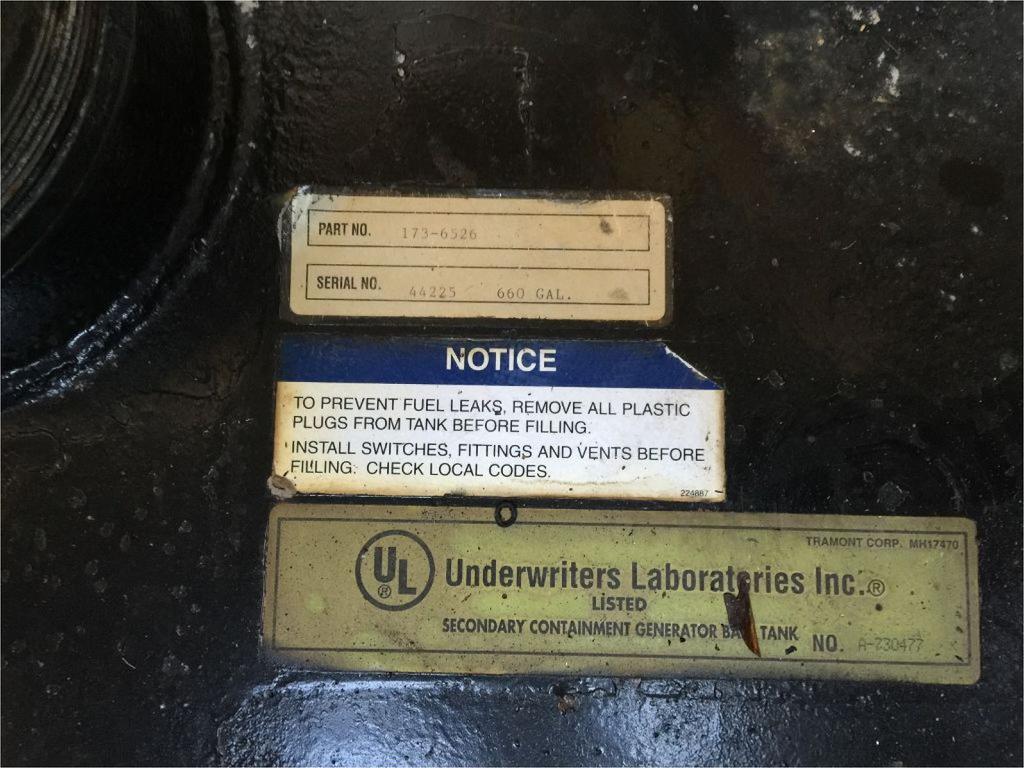 PART NO. 173-6526
SERIAL NO. 44225 660 GAL.
NOTICE
TO PREVENT FUEL LEAKS, REMOVE ALL PLASTIC
PLUGS FROM TANK BEFORE FILLING.
INSTALL SWITCHES, FITTINGS AND VENTS BEFORE
FILLING. CHECK LOCAL CODES.
224887
TRAMONT CORP. MH17470
UL®
Underwriters Laboratories Inc.®
LISTED
SECONDARY CONTAINMENT GENERATOR TANK
NO. A-730477